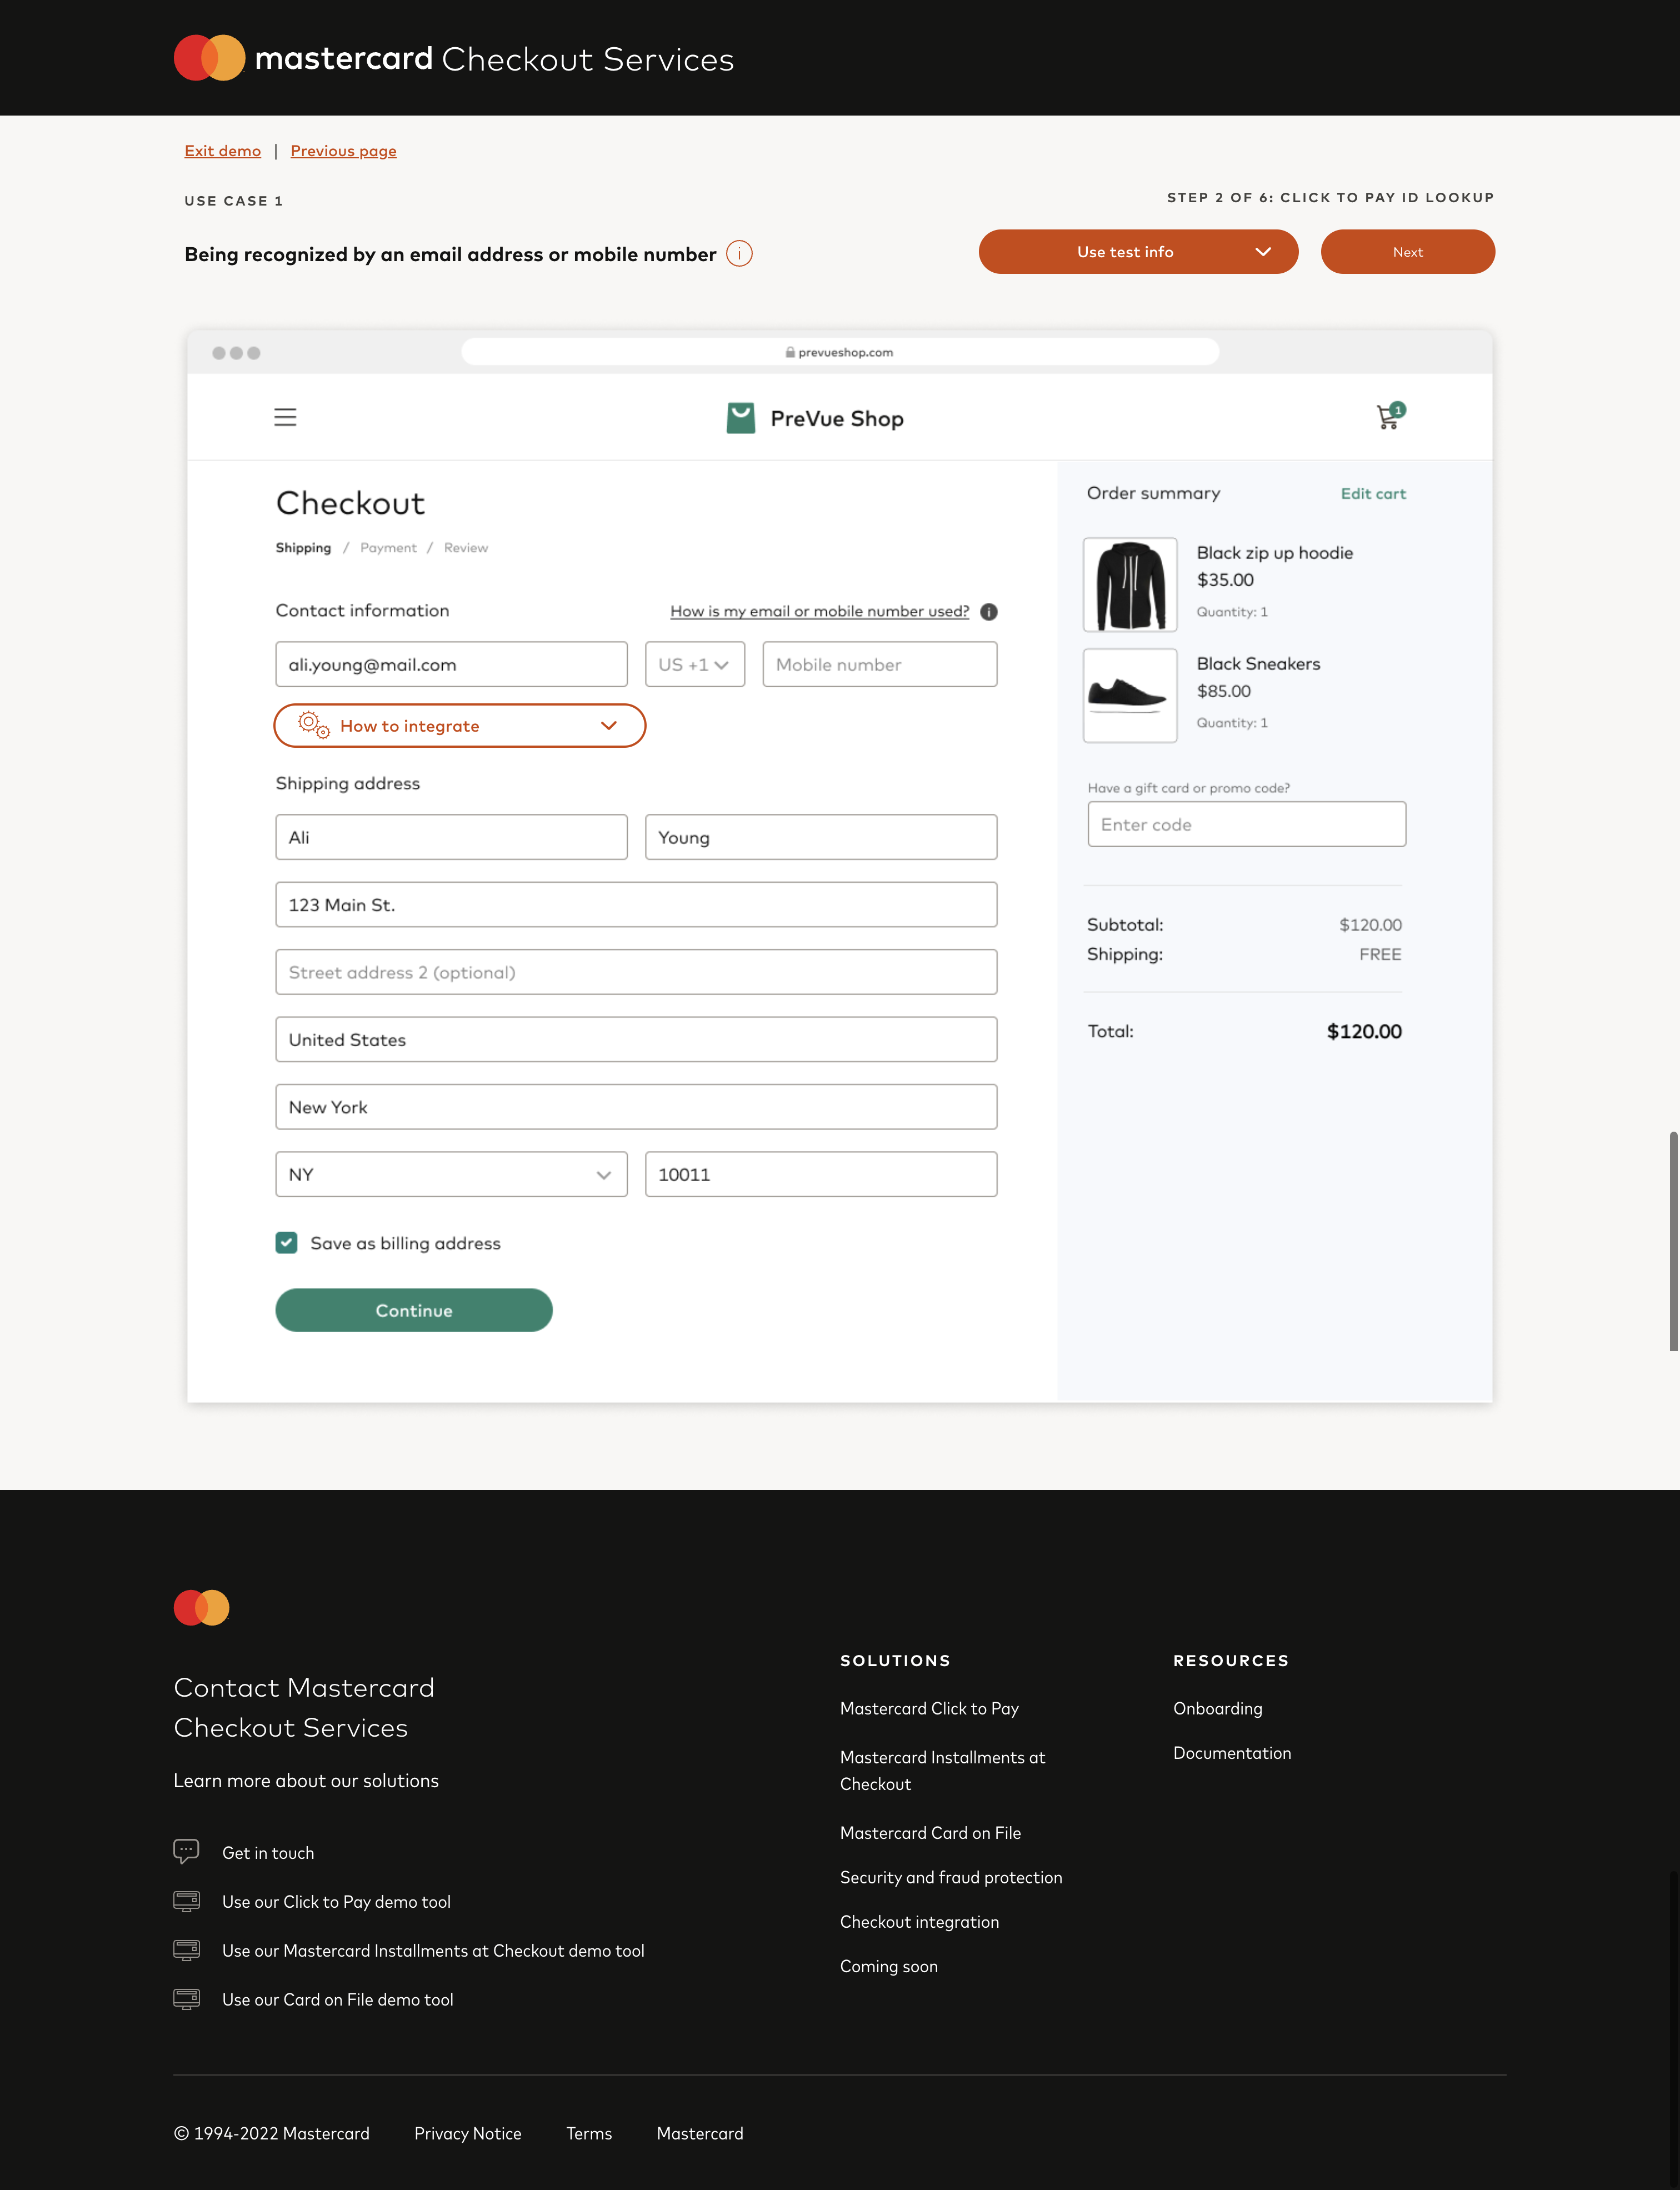 mastercard Checkout Services
Exit demo | Previous page
USE CASE 1
STEP 2 OF 6: CLICK TO PAY ID LOOKUP
Being recognized by an email address or mobile number
Use test info
Next
prevueshop.com
PreVue Shop
1
Checkout
Shipping / Payment / Review
Contact information
How is my email or mobile number used?
ali.young@mail.com
US +1
Mobile number
How to integrate
Shipping address
Ali
Young
123 Main St.
Street address 2 (optional)
United States
New York
NY
10011
Save as billing address
Continue
Order summary
Edit cart
Black zip up hoodie
$35.00
Quantity: 1
Black Sneakers
$85.00
Quantity: 1
Have a gift card or promo code?
Enter code
Subtotal: $120.00
Shipping: FREE
Total: $120.00
Contact Mastercard
Checkout Services
Learn more about our solutions
Get in touch
Use our Click to Pay demo tool
Use our Mastercard Installments at Checkout demo tool
Use our Card on File demo tool
SOLUTIONS
Mastercard Click to Pay
Mastercard Installments at
Checkout
Mastercard Card on File
Security and fraud protection
Checkout integration
Coming soon
RESOURCES
Onboarding
Documentation
© 1994-2022 Mastercard
Privacy Notice
Terms
Mastercard